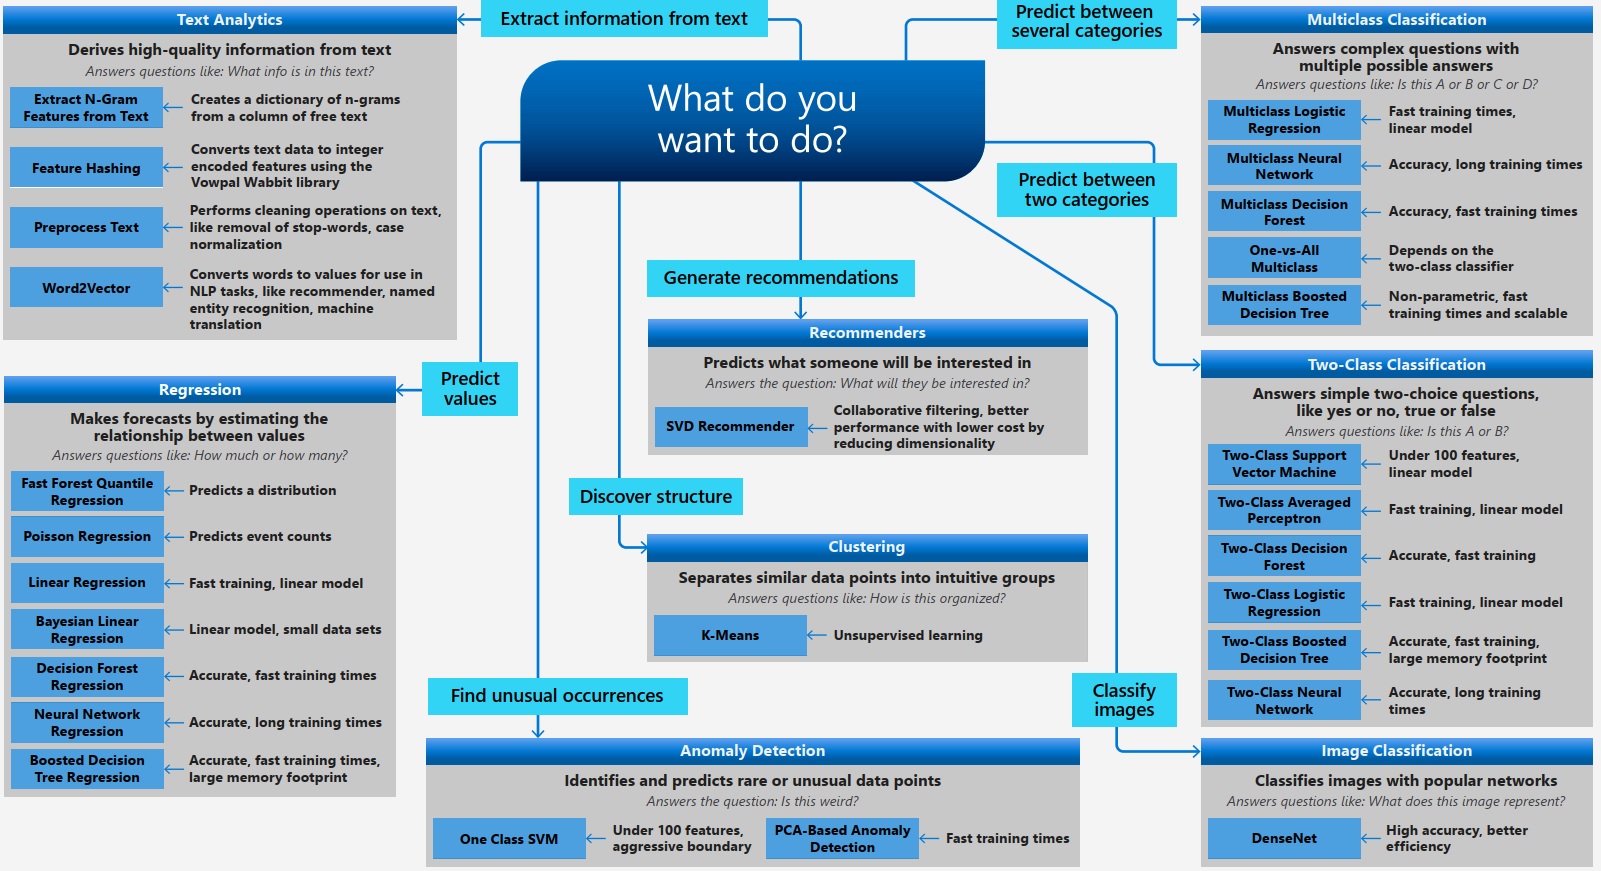 What do you
want to do?
Extract information from text
Text Analytics
Derives high-quality information from text
Answers questions like: What info is in this text?
Extract N-Gram
Features from Text
Creates a dictionary of n-grams
from a column of free text
Feature Hashing
Converts text data to integer
encoded features using the
Vowpal Wabbit library
Preprocess Text
Performs cleaning operations on text,
like removal of stop-words, case
normalization
Word2Vector
Converts words to values for use in
NLP tasks, like recommender, named
entity recognition, machine
translation
Predict
values
Regression
Makes forecasts by estimating the
relationship between values
Answers questions like: How much or how many?
Fast Forest Quantile
Regression
Predicts a distribution
Poisson Regression
Predicts event counts
Linear Regression
Fast training, linear model
Bayesian Linear
Regression
Linear model, small data sets
Decision Forest
Regression
Accurate, fast training times
Neural Network
Regression
Accurate, long training times
Boosted Decision
Tree Regression
Accurate, fast training times,
large memory footprint
Generate recommendations
Recommenders
Predicts what someone will be interested in
Answers the question: What will they be interested in?
SVD Recommender
Collaborative filtering, better
performance with lower cost by
reducing dimensionality
Discover structure
Clustering
Separates similar data points into intuitive groups
Answers questions like: How is this organized?
K-Means
Unsupervised learning
Find unusual occurrences
Anomaly Detection
Identifies and predicts rare or unusual data points
Answers the question: Is this weird?
One Class SVM
Under 100 features,
aggressive boundary
PCA-Based Anomaly
Detection
Fast training times
Predict between
several categories
Multiclass Classification
Answers complex questions with
multiple possible answers
Answers questions like: Is this A or B or C or D?
Multiclass Logistic
Regression
Fast training times,
linear model
Multiclass Neural
Network
Accuracy, long training times
Multiclass Decision
Forest
Accuracy, fast training times
One-vs-All
Multiclass
Depends on the
two-class classifier
Multiclass Boosted
Decision Tree
Non-parametric, fast
training times and scalable
Predict between
two categories
Two-Class Classification
Answers simple two-choice questions,
like yes or no, true or false
Answers questions like: Is this A or B?
Two-Class Support
Vector Machine
Under 100 features,
linear model
Two-Class Averaged
Perceptron
Fast training, linear model
Two-Class Decision
Forest
Accurate, fast training
Two-Class Logistic
Regression
Fast training, linear model
Two-Class Boosted
Decision Tree
Accurate, fast training,
large memory footprint
Two-Class Neural
Network
Accurate, long training
times
Classify
images
Image Classification
Classifies images with popular networks
Answers questions like: What does this image represent?
DenseNet
High accuracy, better
efficiency